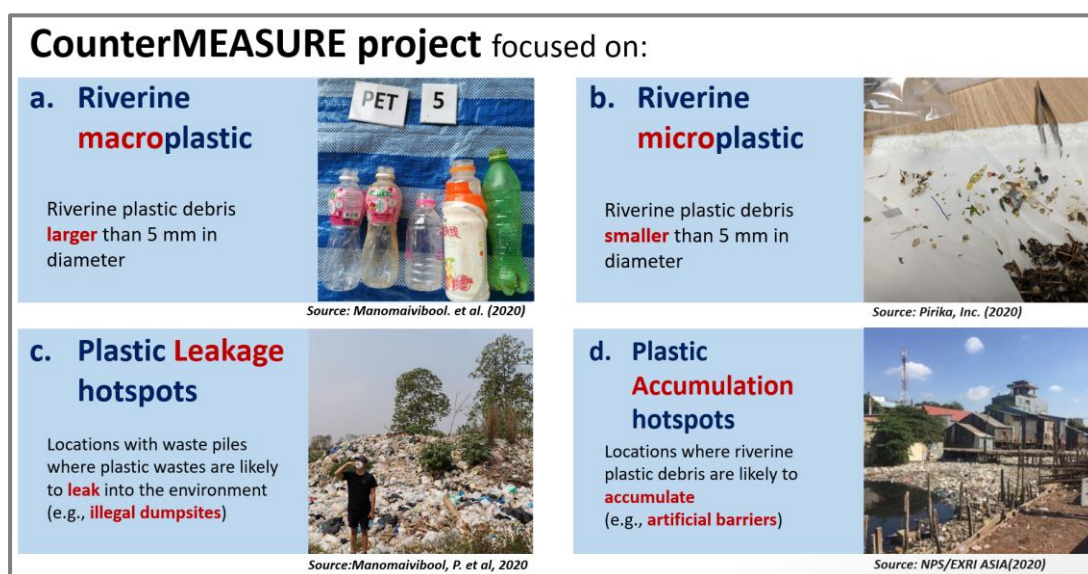 CounterMEASURE project focused on:
a. Riverine
macroplastic
Riverine plastic debris
larger than 5 mm in
diameter
PET 5
Source: Manomaivibool. et al. (2020)
b. Riverine
microplastic
Riverine plastic debris
smaller than 5 mm in
diameter
Source: Pirika, Inc. (2020)
c. Plastic Leakage
hotspots
Locations with waste piles
where plastic wastes are likely
to leak into the environment
(e.g., illegal dumpsites)
Source:Manomaivibool, P. et al, 2020
d. Plastic
Accumulation
hotspots
Locations where riverine
plastic debris are likely to
accumulate
(e.g., artificial barriers)
Source: NPS/EXRI ASIA(2020)